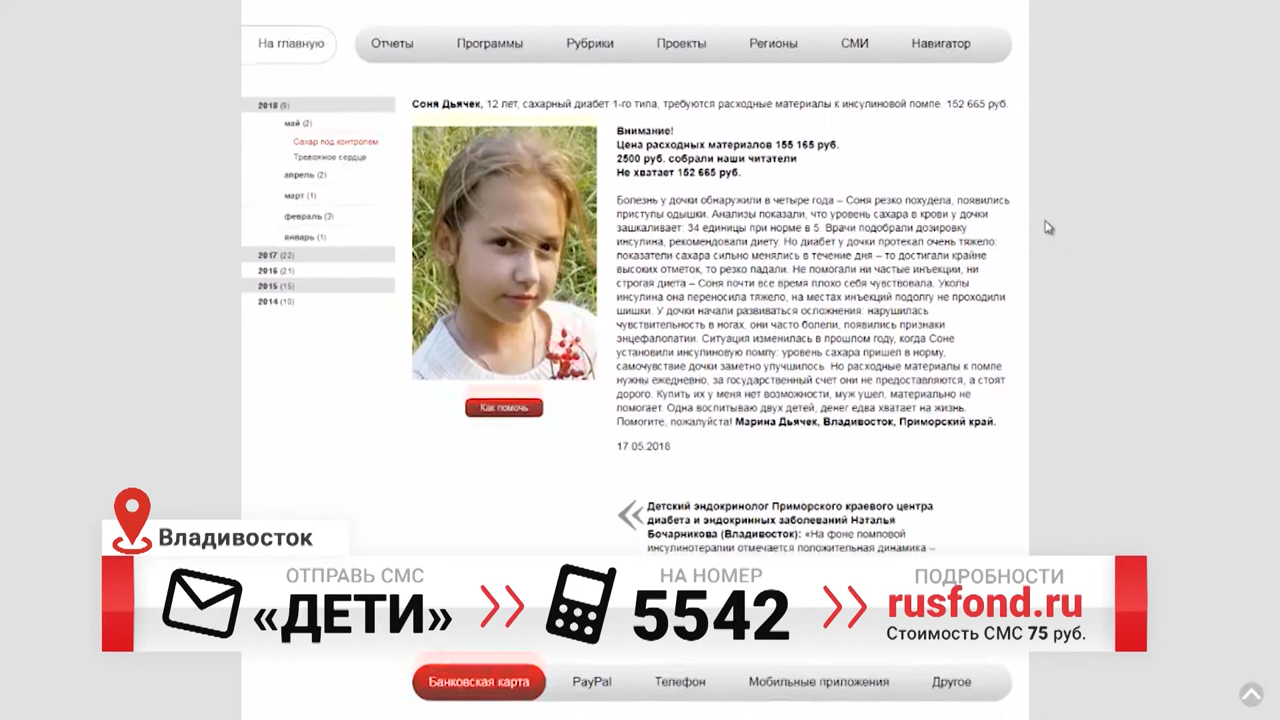 На главную
Отчеты Программы Рубрики Проекты Регионы СМИ Навигатор
2018 (9)
май (2)
Сахар под контролем
Тревожное сердце
апрель (2)
март (1)
февраль (3)
январь (1)
2017 (22)
2016 (21)
2015 (15)
2014 (10)
Соня Дьячек, 12 лет, сахарный диабет 1-го типа, требуются расходные материалы к инсулиновой помпе. 152 665 руб.
Внимание!
Цена расходных материалов 155 165 руб.
2500 руб. собрали наши читатели
Не хватает 152 665 руб.
Болезнь у дочки обнаружили в четыре года – Соня резко похудела, появились
приступы одышки. Анализы показали, что уровень сахара в крови у дочки
зашкаливает: 34 единицы при норме в 5. Врачи подобрали дозировку
инсулина, рекомендовали диету. Но диабет у дочки протекал очень тяжело:
показатели сахара сильно менялись в течение дня – то достигали крайне
высоких отметок, то резко падали. Не помогали ни частые инъекции, ни
строгая диета – Соня почти все время плохо себя чувствовала. Уколы
инсулина она переносила тяжело, на местах инъекций подолгу не проходили
шишки. У дочки начали развиваться осложнения: нарушилась
чувствительность в ногах, они часто болели, появились признаки
энцефалопатии. Ситуация изменилась в прошлом году, когда Соне
установили инсулиновую помпу: уровень сахара пришел в норму,
самочувствие дочки заметно улучшилось. Но расходные материалы к помпе
нужны ежедневно, за государственный счет они не предоставляются, а стоят
дорого. Купить их у меня нет возможности, муж ушел, материально не
помогает. Одна воспитываю двух детей, денег едва хватает на жизнь.
Помогите, пожалуйста! Марина Дьячек, Владивосток, Приморский край.
17.05.2018
Как помочь
Детский эндокринолог Приморского краевого центра
диабета и эндокринных заболеваний Наталья
Бочарникова (Владивосток): «На фоне помповой
инсулинотерапии отмечается положительная динамика –
Владивосток
ОТПРАВЬ СМС
«ДЕТИ»
НА НОМЕР
5542
ПОДРОБНОСТИ
rusfond.ru
Стоимость СМС 75 руб.
Банковская карта PayPal Телефон Мобильные приложения Другое